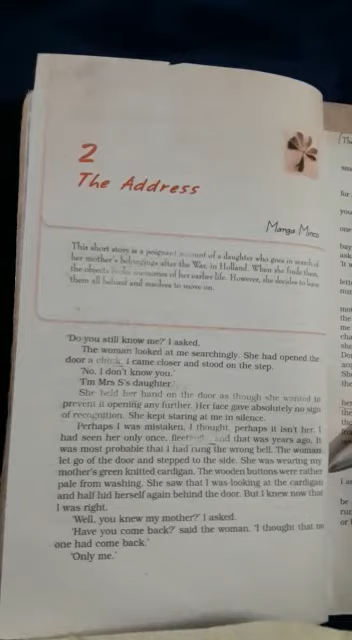 2
The Address
Marga Minco
This short story is a poignant account of a daughter who goes in search of
her mother's belongings after the War, in Holland. When she finds them,
the objects memories of her earlier life. However, she decides to leave
them all behind and resolves to move on.
'Do you still know me?' I asked.
The woman looked at me searchingly. She had opened the
door a chink. I came closer and stood on the step.
'No, I don't know you.'
'I'm Mrs S's daughter.'
She held her hand on the door as though she wanted to
prevent it opening any further. Her face gave absolutely no sign
of recognition. She kept staring at me in silence.
Perhaps I was mistaken, I thought, perhaps it isn't her. I
had seen her only once, fleetingly and that was years ago. It
was most probable that I had rung the wrong bell. The woman
let go of the door and stepped to the side. She was wearing my
mother's green knitted cardigan. The wooden buttons were rather
pale from washing. She saw that I was looking at the cardigan
and half hid herself again behind the door. But I knew now that
I was right.
'Well, you knew my mother?' I asked.
'Have you come back?' said the woman. 'I thought that no
one had come back.'
'Only me.'